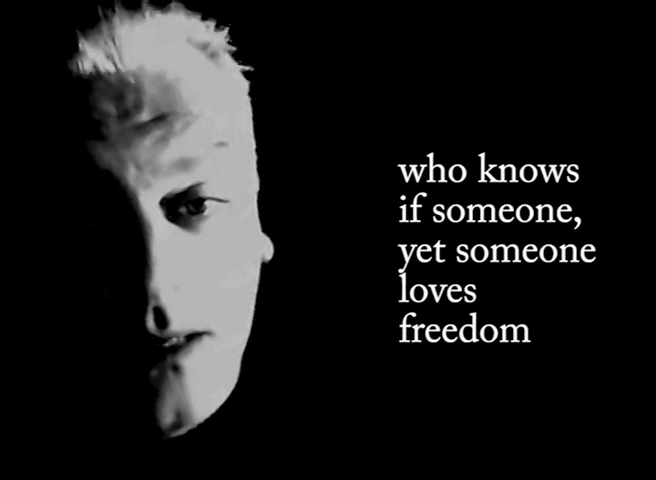 who knows
if someone,
yet someone
loves
freedom